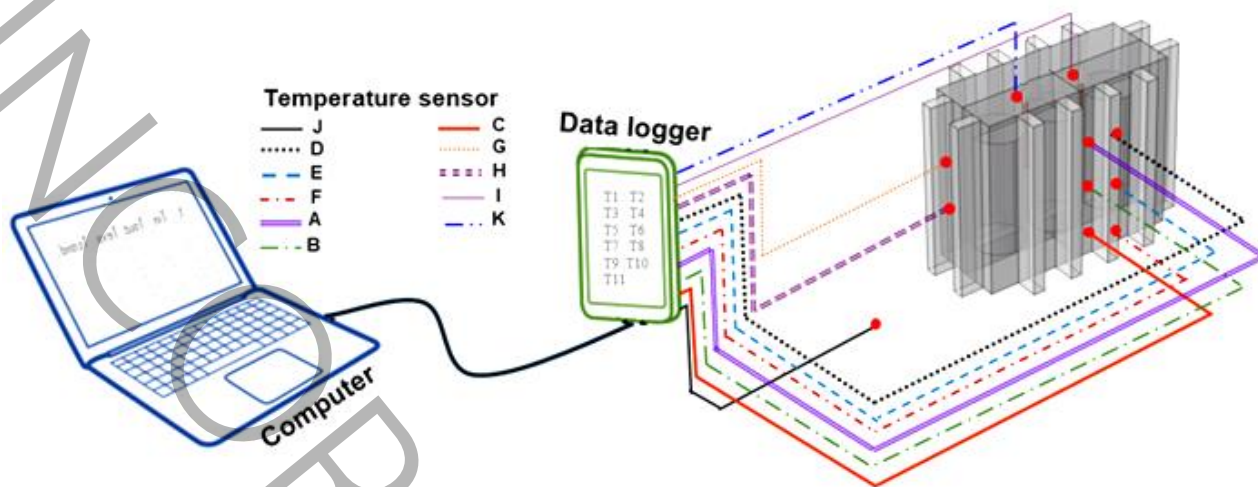 Temperature sensor
J
C
D
G
E
H
F
I
A
K
B
Data logger
T1 T2
T3 T4
T5 T6
T7 T8
T9 T10
T11
Computer